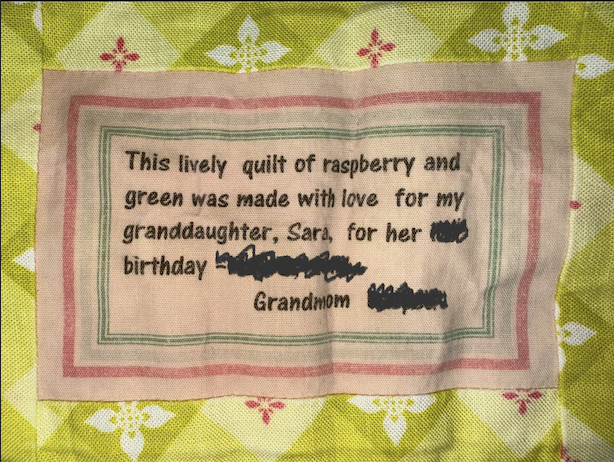 This lively quilt of raspberry and
green was made with love for my
granddaughter, Sara, for her
birthday -
Grandmom